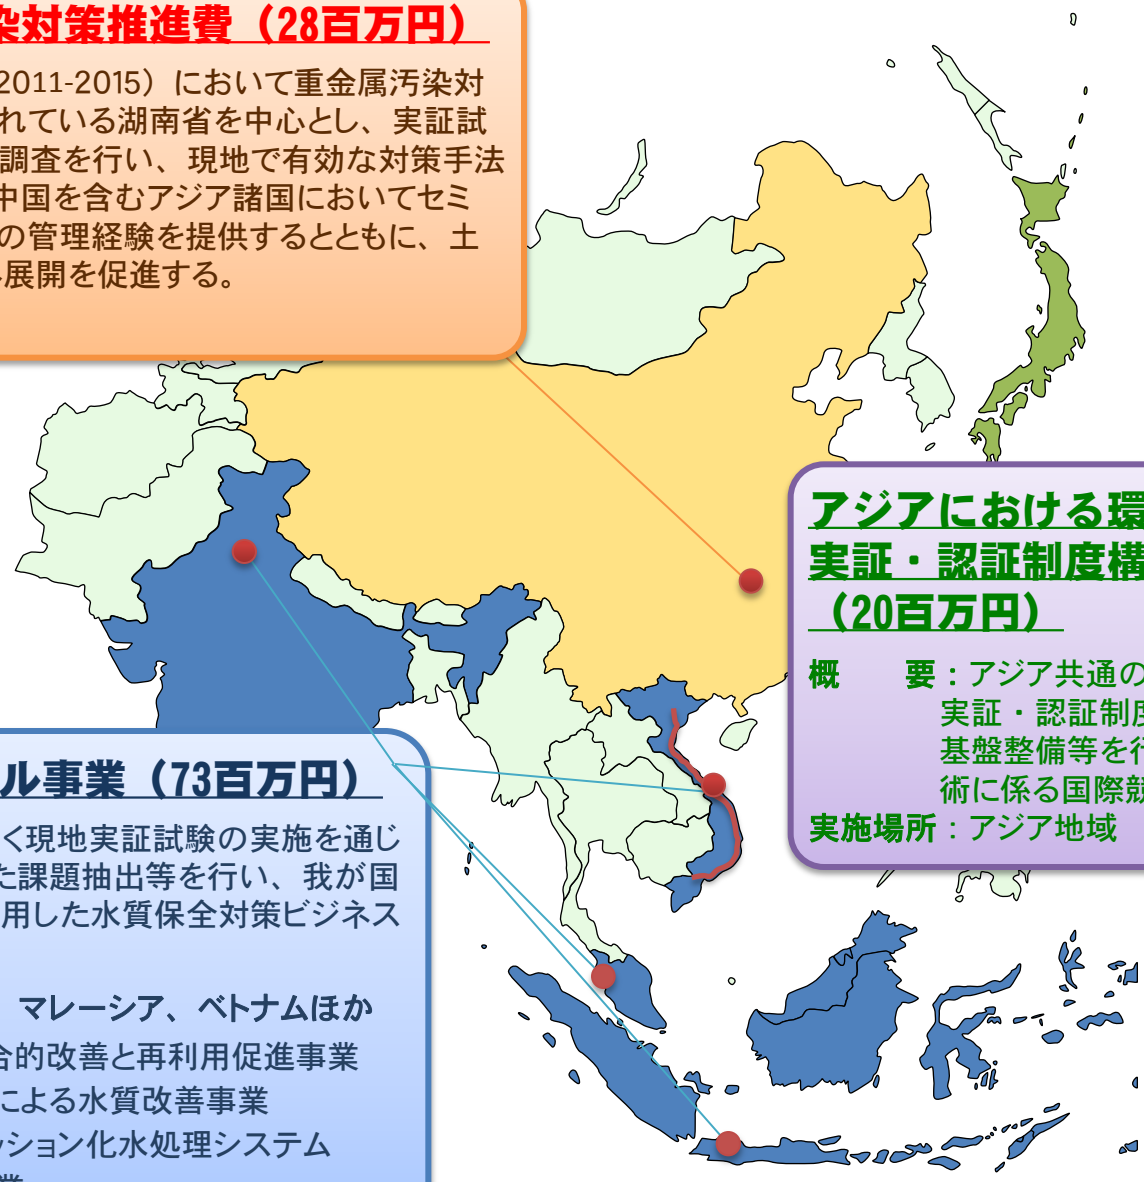 染対策推進費（28百万円）
2011-2015）において重金属汚染対
れている湖南省を中心とし、実証試
調査を行い、現地で有効な対策手法
中国を含むアジア諸国においてセミ
の管理経験を提供するとともに、土
展開を促進する。
アジアにおける環
実証・認証制度構
（20百万円）
概　　要：アジア共通の
実証・認証制度
基盤整備等を行
術に係る国際競
実施場所：アジア地域
ル事業（73百万円）
く現地実証試験の実施を通じ
た課題抽出等を行い、我が国
用した水質保全対策ビジネス
マレーシア、ベトナムほか
合的改善と再利用促進事業
による水質改善事業
ッション化水処理システム
業